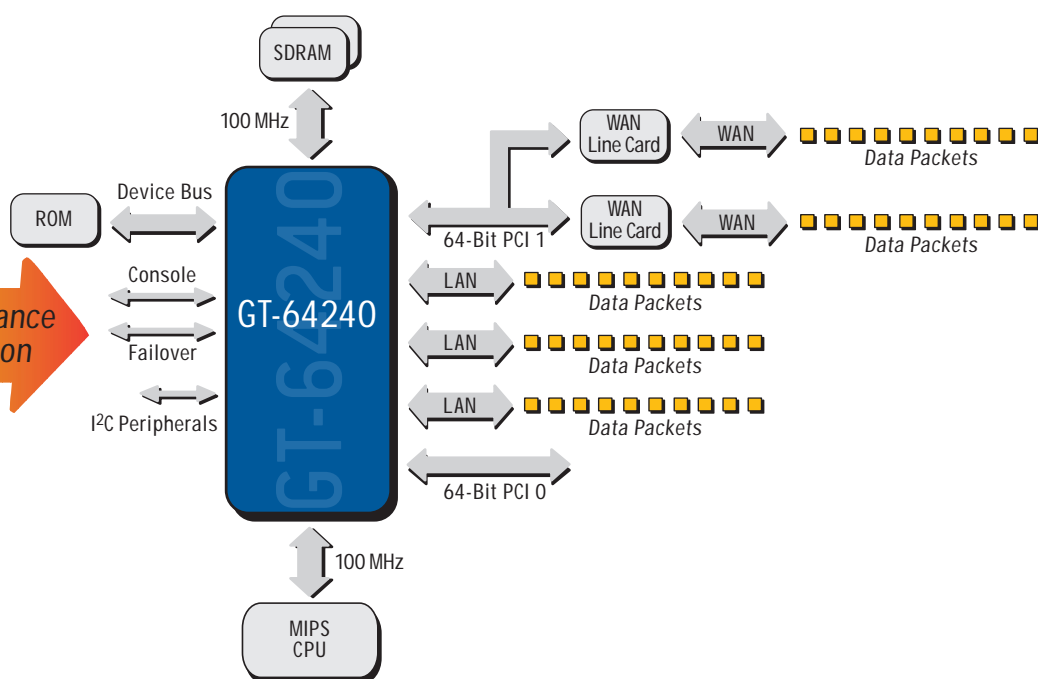 SDRAM
100 MHz
WAN
Line Card
WAN
Data Packets
Device Bus
ROM
64-Bit PCI 1
WAN
Line Card
WAN
Data Packets
Console
LAN
Data Packets
GT-64240
GT-64240
Failover
LAN
Data Packets
I²C Peripherals
LAN
Data Packets
64-Bit PCI 0
100 MHz
MIPS
CPU